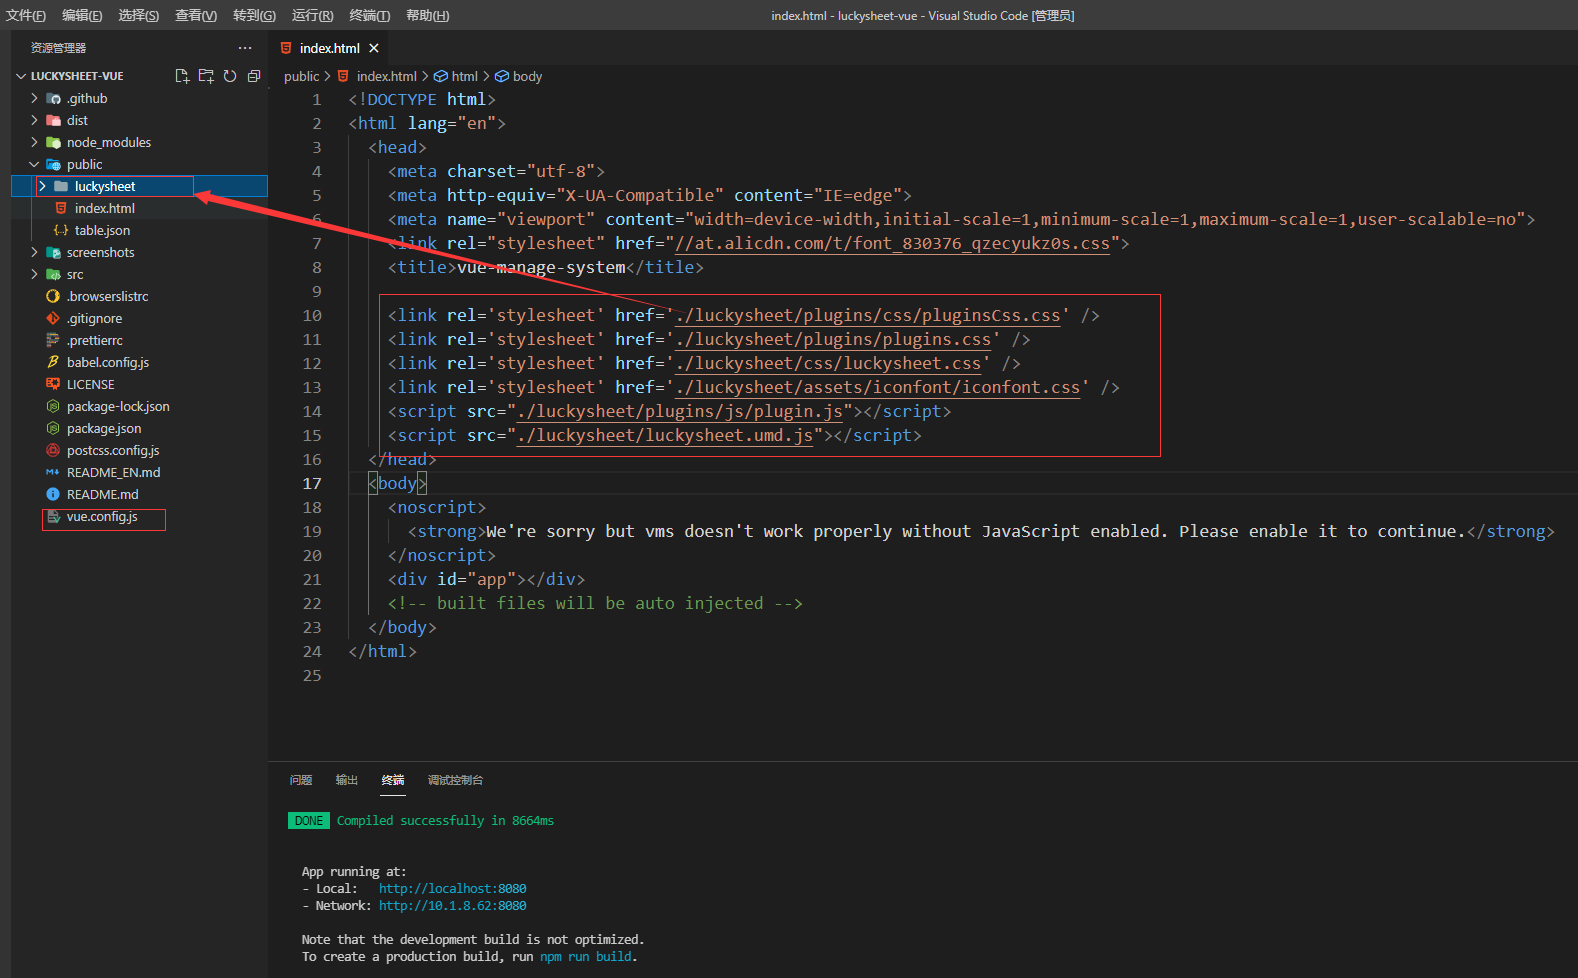 文件(F) 编辑(E) 选择(S) 查看(V) 转到(G) 运行(R) 终端(T) 帮助(H) index.html - luckysheet-vue - Visual Studio Code [管理员]
资源管理器 ···
LUCKYSHEET-VUE
.github
dist
node_modules
public
luckysheet
index.html
table.json
screenshots
src
.browserslistrc
.gitignore
.prettierrc
babel.config.js
LICENSE
package-lock.json
package.json
postcss.config.js
README_EN.md
README.md
vue.config.js
index.html
public > index.html > html > body
1 <!DOCTYPE html>
2 <html lang="en">
3 <head>
4 <meta charset="utf-8">
5 <meta http-equiv="X-UA-Compatible" content="IE=edge">
6 <meta name="viewport" content="width=device-width,initial-scale=1,minimum-scale=1,maximum-scale=1,user-scalable=no">
7 <link rel="stylesheet" href="//at.alicdn.com/t/font_830376_qzecyukz0s.css">
8 <title>vue-manage-system</title>
9
10 <link rel='stylesheet' href='./luckysheet/plugins/css/pluginsCss.css' />
11 <link rel='stylesheet' href='./luckysheet/plugins/plugins.css' />
12 <link rel='stylesheet' href='./luckysheet/css/luckysheet.css' />
13 <link rel='stylesheet' href='./luckysheet/assets/iconfont/iconfont.css' />
14 <script src="./luckysheet/plugins/js/plugin.js"></script>
15 <script src="./luckysheet/luckysheet.umd.js"></script>
16 </head>
17 <body>
18 <noscript>
19 <strong>We're sorry but vms doesn't work properly without JavaScript enabled. Please enable it to continue.</strong>
20 </noscript>
21 <div id="app"></div>
22 <!-- built files will be auto injected -->
23 </body>
24 </html>
25
问题 输出 终端 调试控制台
DONE Compiled successfully in 8664ms
App running at:
- Local: http://localhost:8080
- Network: http://10.1.8.62:8080
Note that the development build is not optimized.
To create a production build, run npm run build.